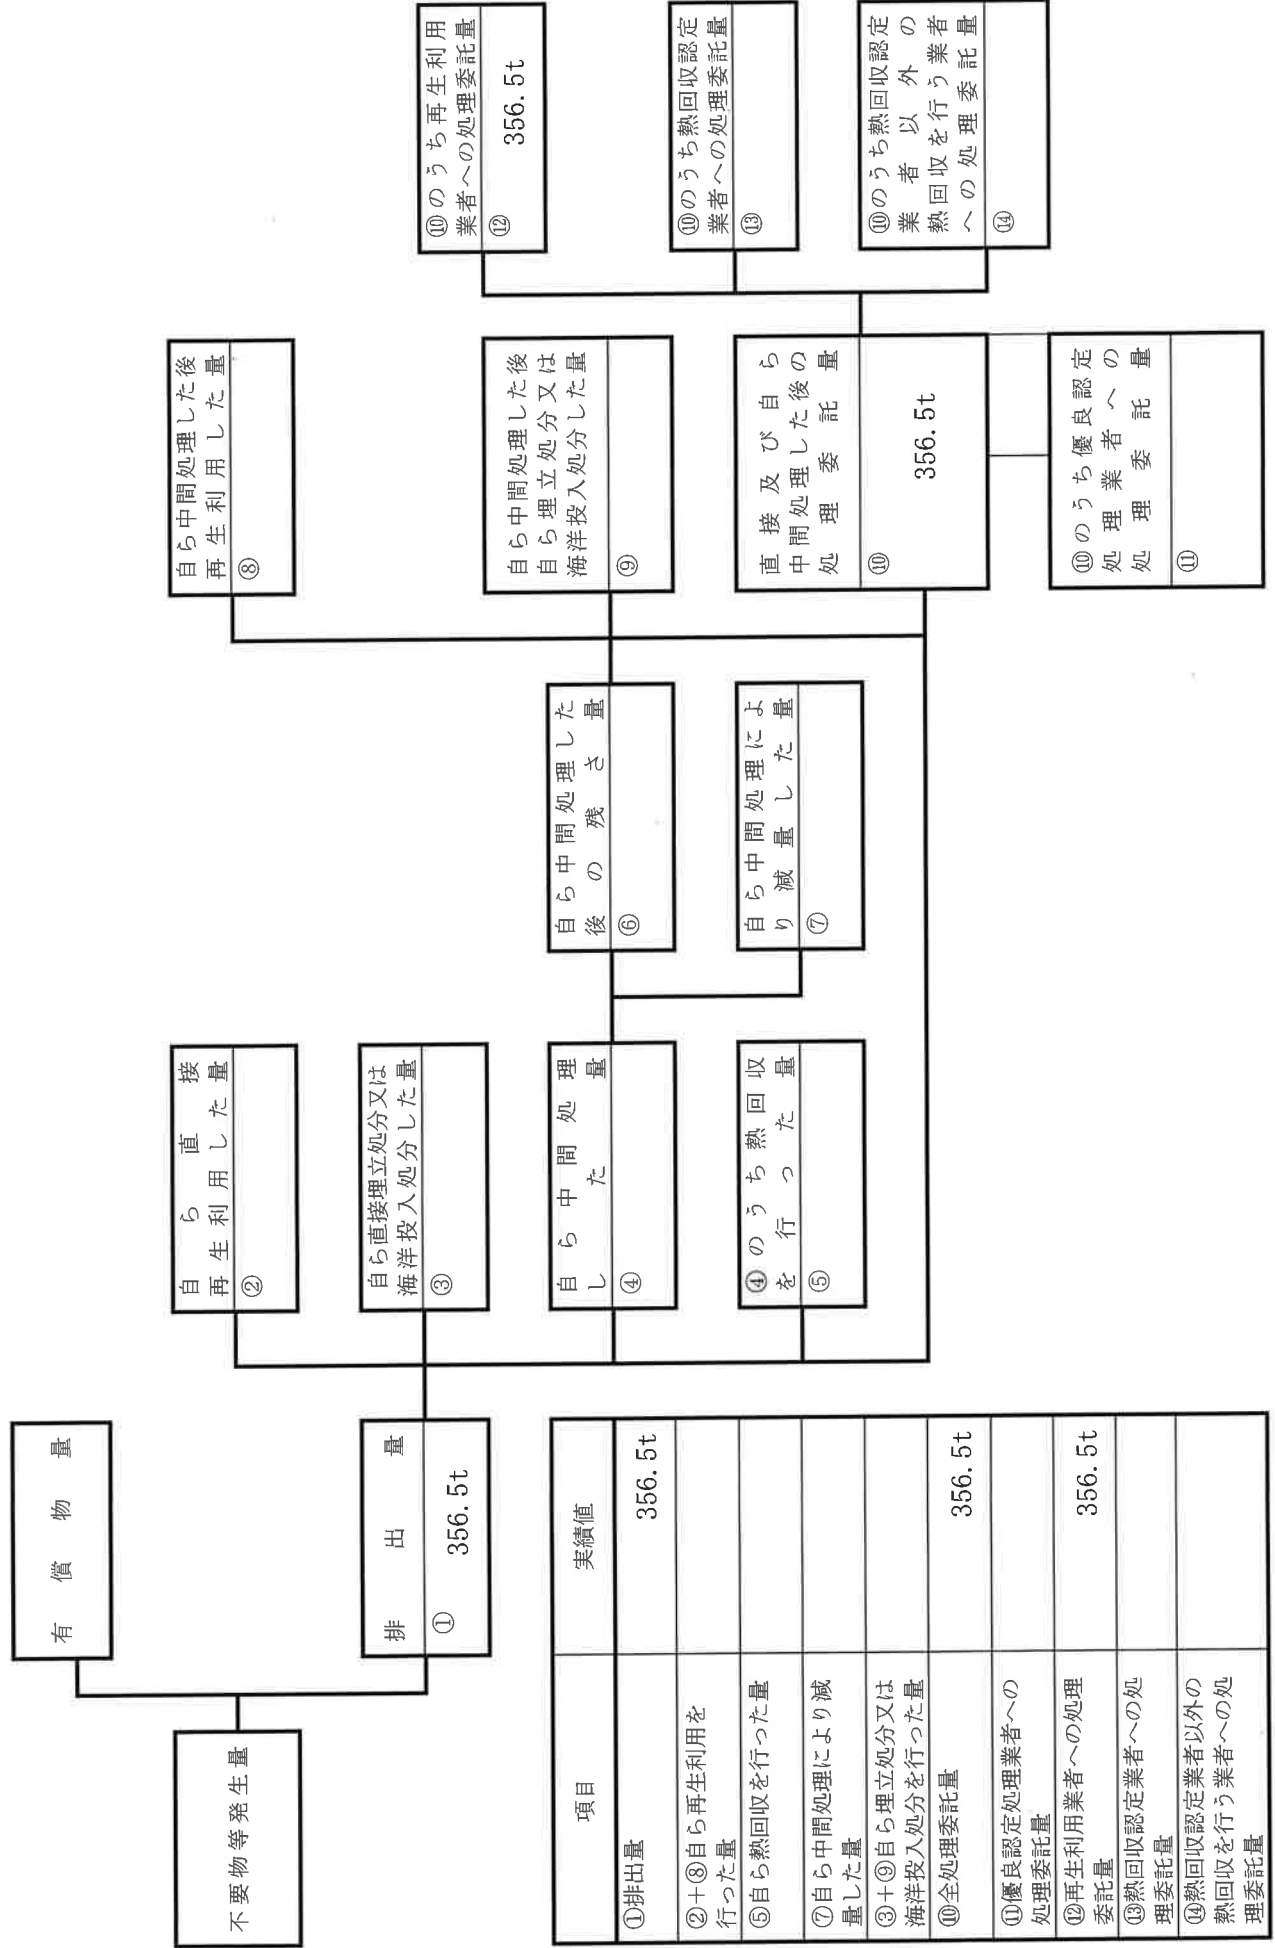 不要物等発生量
有償物量
排出量
①
356.5t
自ら直接
再生利用した量
②
自ら直接埋立処分又は
海洋投入処分した量
③
自ら中間処理
した量
④
④のうち熱回収
を行った量
⑤
自ら中間処理した
後の残さ量
⑥
自ら中間処理によ
り減量した量
⑦
自ら中間処理した後
再生利用した量
⑧
自ら中間処理した後
自ら埋立処分又は
海洋投入処分した量
⑨
直接及び自ら
中間処理した後の
処理委託量
⑩
356.5t
⑩のうち優良認定
処理業者への
処理委託量
⑪
⑩のうち再生利用
業者への処理委託量
⑫
356.5t
⑩のうち熱回収認定
業者への処理委託量
⑬
⑩のうち熱回収認定
業者以外の
熱回収を行う業者
への処理委託量
⑭
項目
実績値
①排出量
356.5t
②+⑧自ら再生利用を
行った量
⑤自ら熱回収を行った量
⑦自ら中間処理により減
量した量
③+⑨自ら埋立処分又は
海洋投入処分を行った量
⑩全処理委託量
356.5t
⑪優良認定処理業者への
処理委託量
⑫再生利用業者への処理
委託量
356.5t
⑬熱回収認定業者への処
理委託量
⑭熱回収認定業者以外の
熱回収を行う業者への処
理委託量